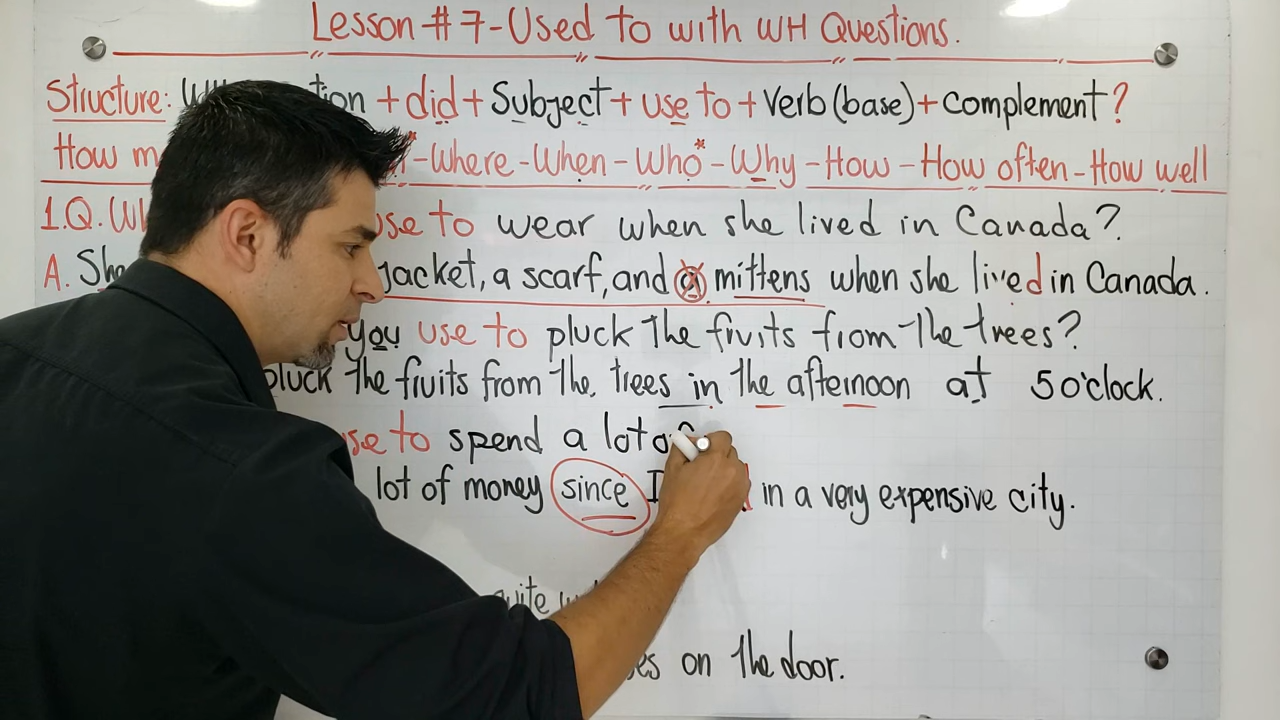 Lesson #7-Used to with WH Questions.
Structure: + did + Subject + use to + Verb (base) + complement?
How -Where -When -Who* -Why -How -How often -How well
1.Q. use to wear when she lived in Canada?
A. She jacket, a scarf, and a mittens when she lived in Canada.
you use to pluck the fruits from the trees?
pluck the fruits from the trees in the afternoon at 5 o'clock.
use to spend a lot of
lot of money since I in a very expensive city.
quite
on the door.